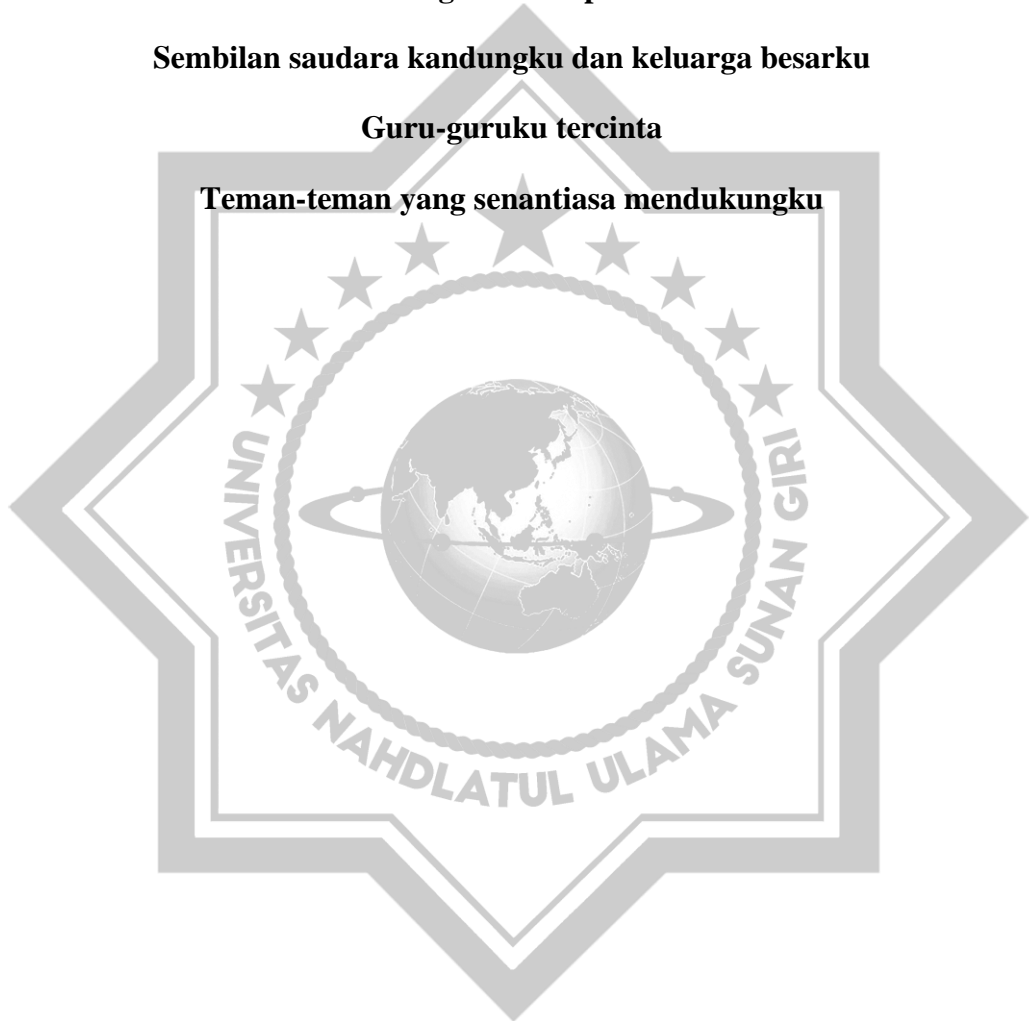 Sembilan saudara kandungku dan keluarga besarku
Guru-guruku tercinta
Teman-teman yang senantiasa mendukungku
UNIVERSITAS NAHDLATUL ULAMA SUNAN GIRI